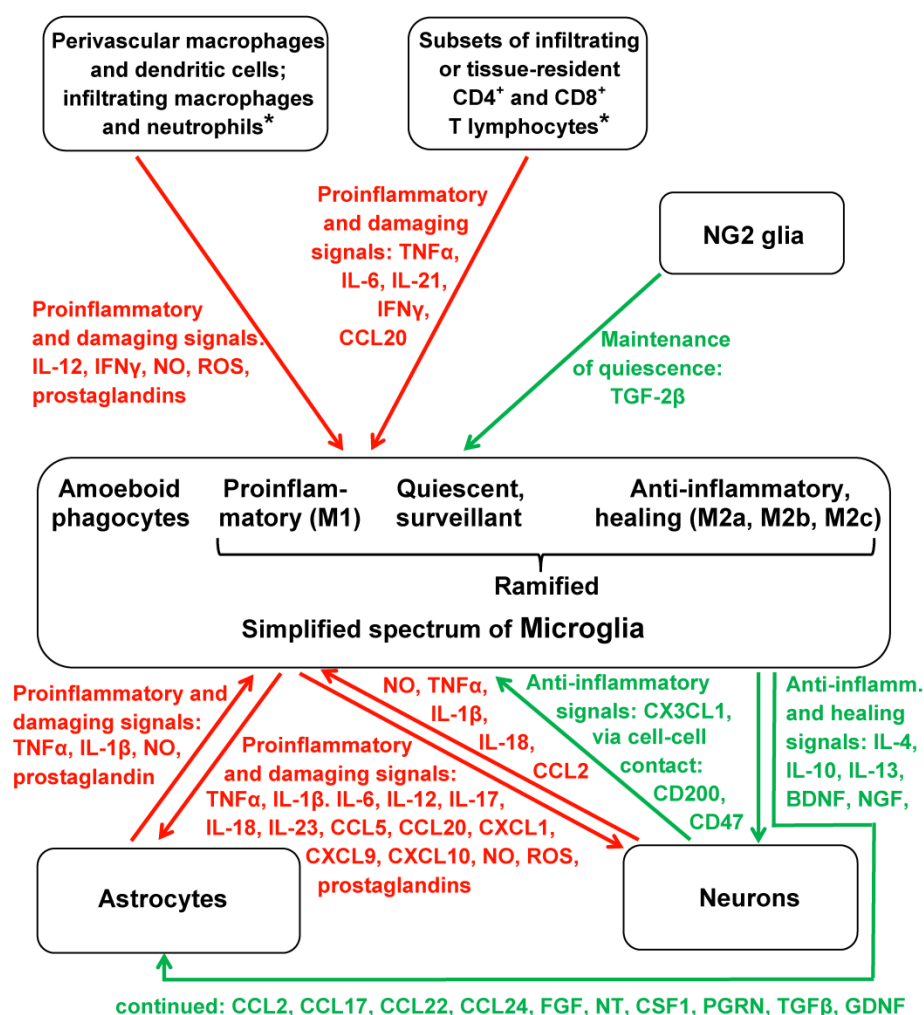 Perivascular macrophages
and dendritic cells;
infiltrating macrophages
and neutrophils*
Subsets of infiltrating
or tissue-resident
CD4⁺ and CD8⁺
T lymphocytes*
NG2 glia
Proinflammatory
and damaging signals:
IL-12, IFNγ, NO, ROS,
prostaglandins
Proinflammatory
and damaging
signals: TNFα,
IL-6, IL-21,
IFNγ,
CCL20
Maintenance
of quiescence:
TGF-2β
Amoeboid
phagocytes
Proinflam-
matory (M1)
Quiescent,
surveillant
Anti-inflammatory,
healing (M2a, M2b, M2c)
Ramified
Simplified spectrum of Microglia
Proinflammatory and
damaging signals:
TNFα, IL-1β, NO,
prostaglandin
Proinflammatory
and damaging signals:
TNFα, IL-1β. IL-6, IL-12, IL-17,
IL-18, IL-23, CCL5, CCL20, CXCL1,
CXCL9, CXCL10, NO, ROS,
prostaglandins
NO, TNFα,
IL-1β,
IL-18,
CCL2
Anti-inflammatory
signals: CX3CL1,
via cell-cell
contact:
CD200,
CD47
Anti-inflamm.
and healing
signals: IL-4,
IL-10, IL-13,
BDNF, NGF,
Astrocytes
Neurons
continued: CCL2, CCL17, CCL22, CCL24, FGF, NT, CSF1, PGRN, TGFβ, GDNF